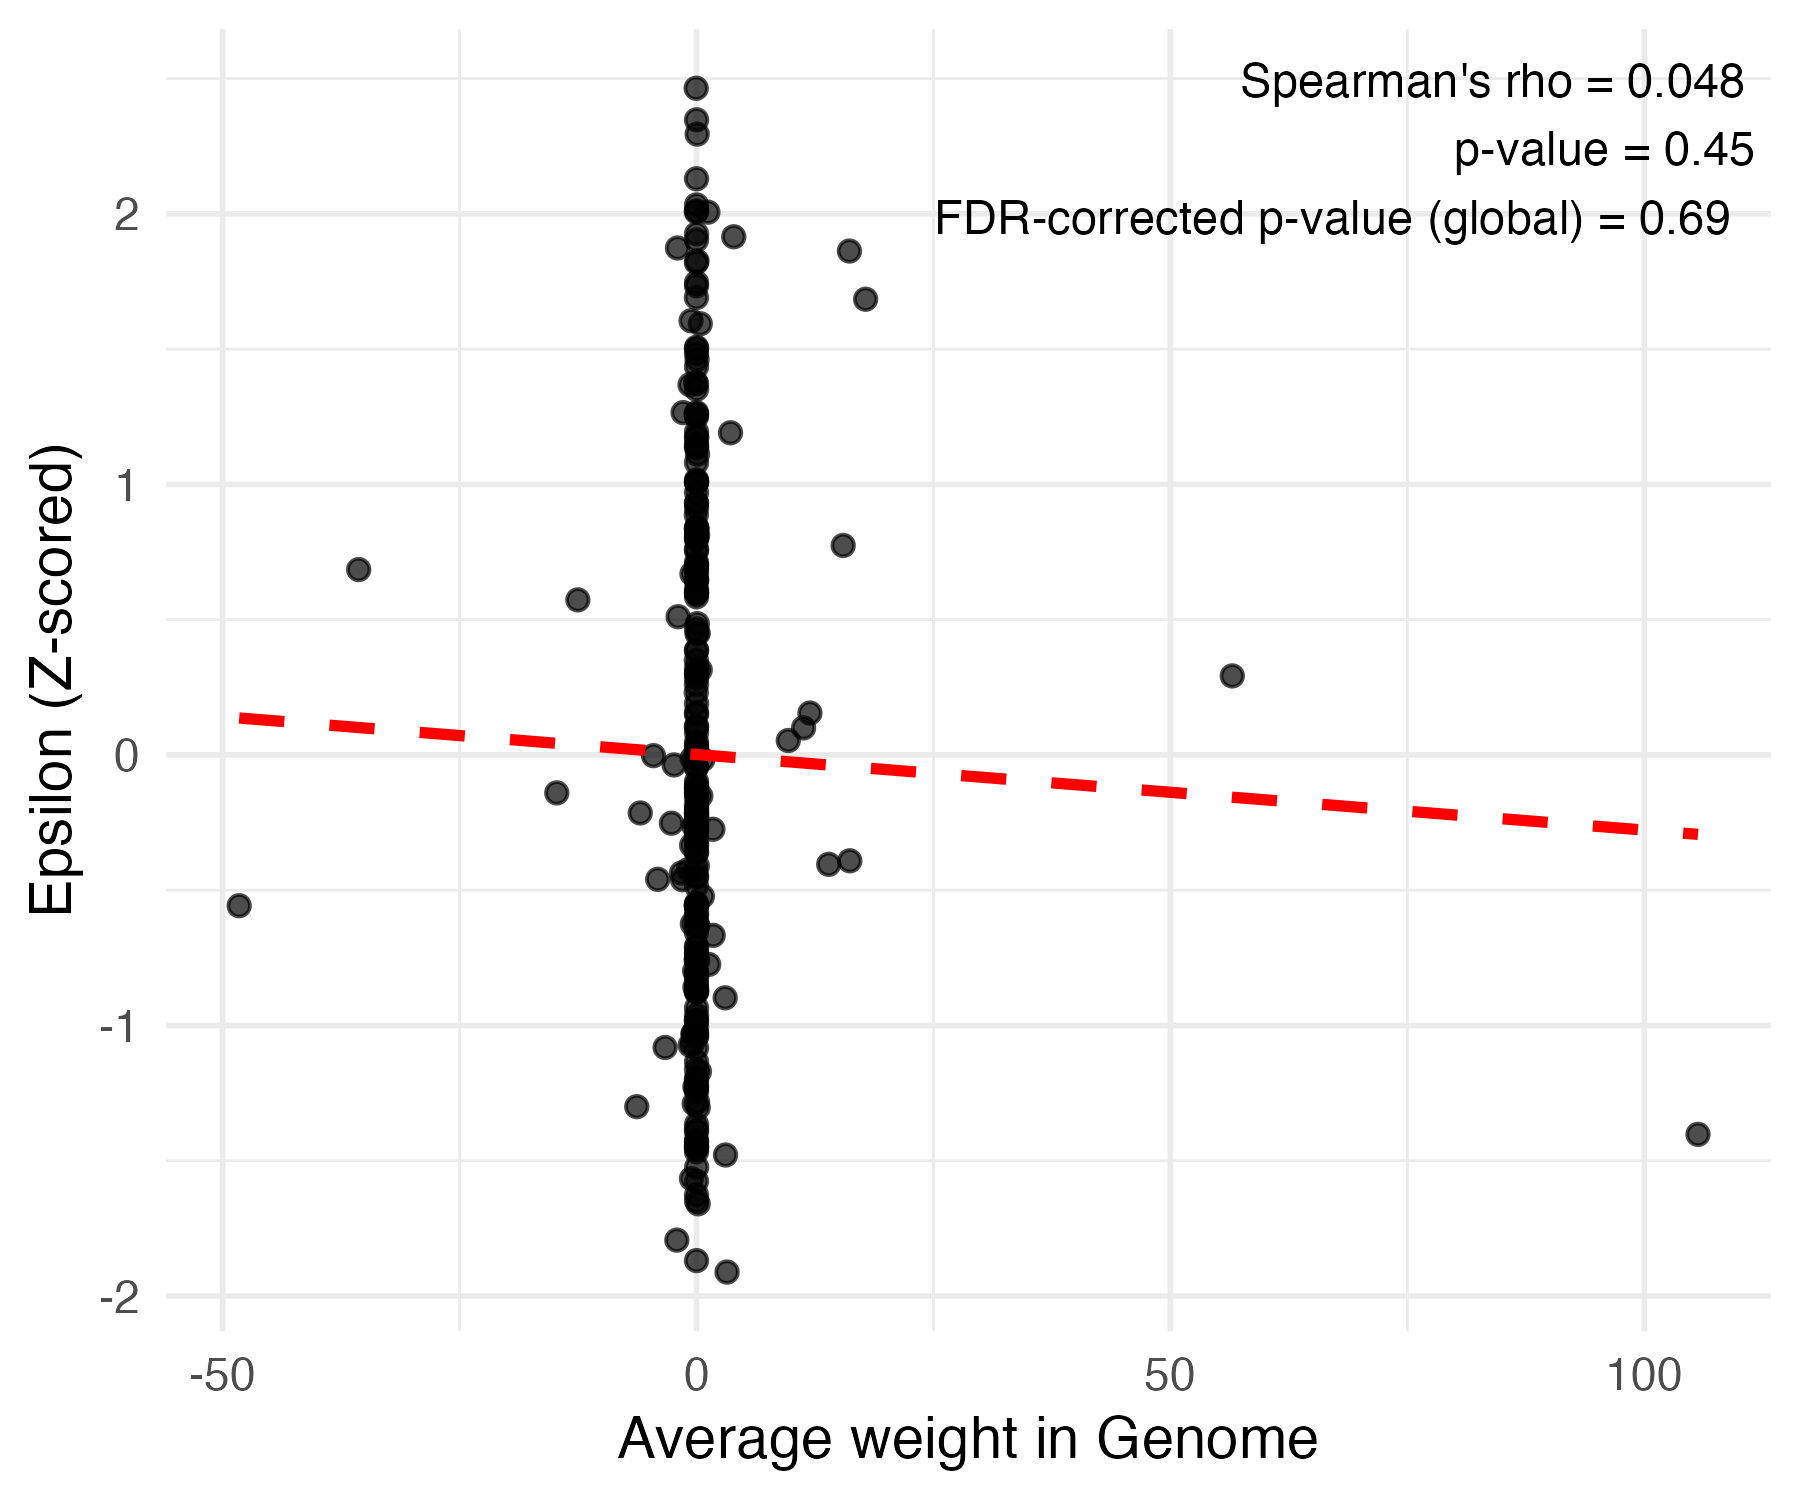 Spearman's rho = 0.048
p-value = 0.45
FDR-corrected p-value (global) = 0.69
Epsilon (Z-scored)
2
1
0
-1
-2
-50 0 50 100
Average weight in Genome